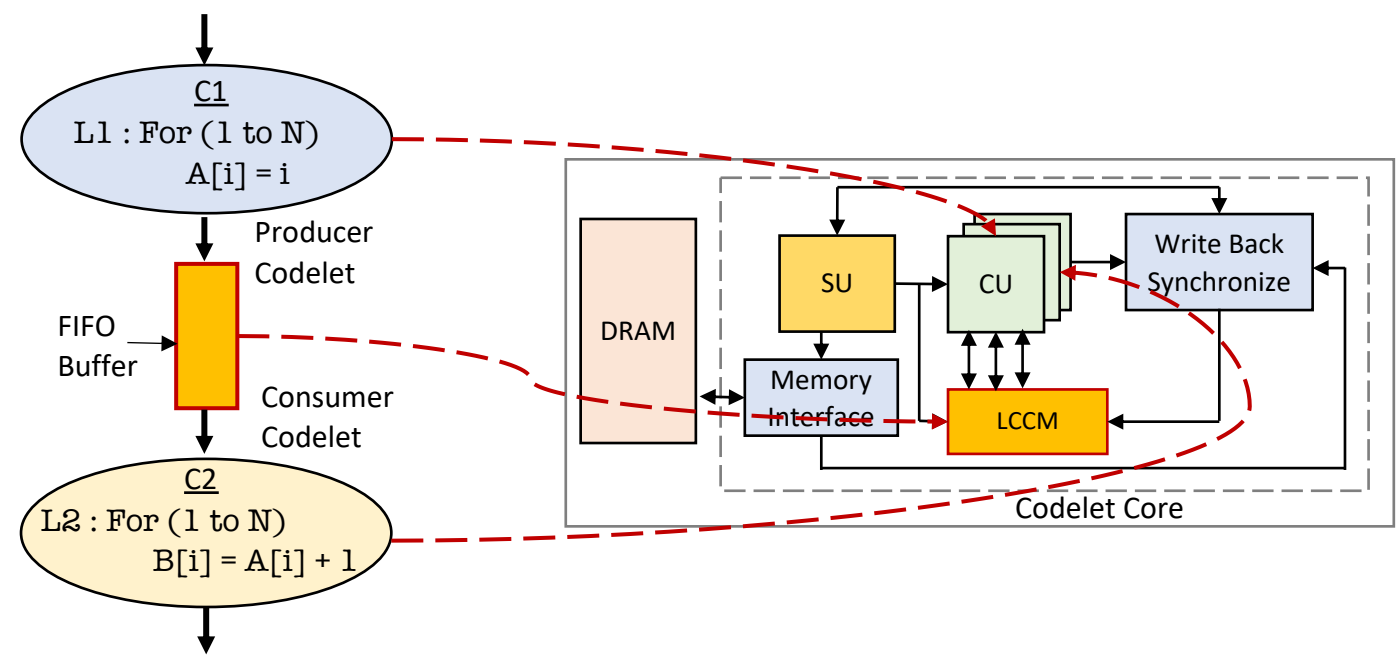 C1
L1 : For (1 to N)
A[i] = i
Producer
Codelet
FIFO
Buffer
Consumer
Codelet
C2
L2 : For (1 to N)
B[i] = A[i] + 1
DRAM
SU
CU
Write Back
Synchronize
Memory
Interface
LCCM
Codelet Core